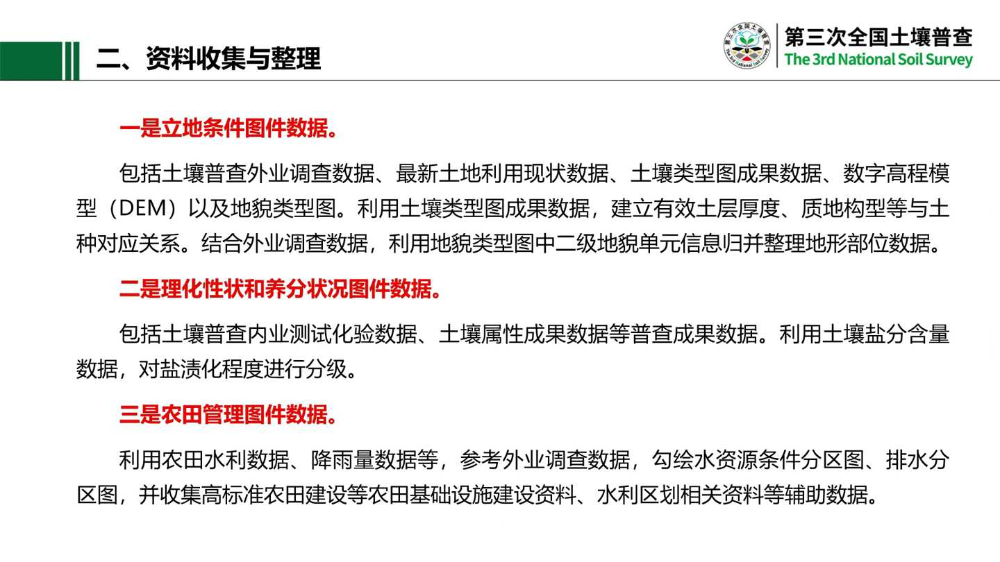 二、资料收集与整理
第三次全国土壤普查
The 3rd National Soil Survey
第三次全国土壤普查
The 3rd National Soil Survey
一是立地条件图件数据。
包括土壤普查外业调查数据、最新土地利用现状数据、土壤类型图成果数据、数字高程模
型（DEM）以及地貌类型图。利用土壤类型图成果数据，建立有效土层厚度、质地构型等与土
种对应关系。结合外业调查数据，利用地貌类型图中二级地貌单元信息归并整理地形部位数据。
二是理化性状和养分状况图件数据。
包括土壤普查内业测试化验数据、土壤属性成果数据等普查成果数据。利用土壤盐分含量
数据，对盐渍化程度进行分级。
三是农田管理图件数据。
利用农田水利数据、降雨量数据等，参考外业调查数据，勾绘水资源条件分区图、排水分
区图，并收集高标准农田建设等农田基础设施建设资料、水利区划相关资料等辅助数据。